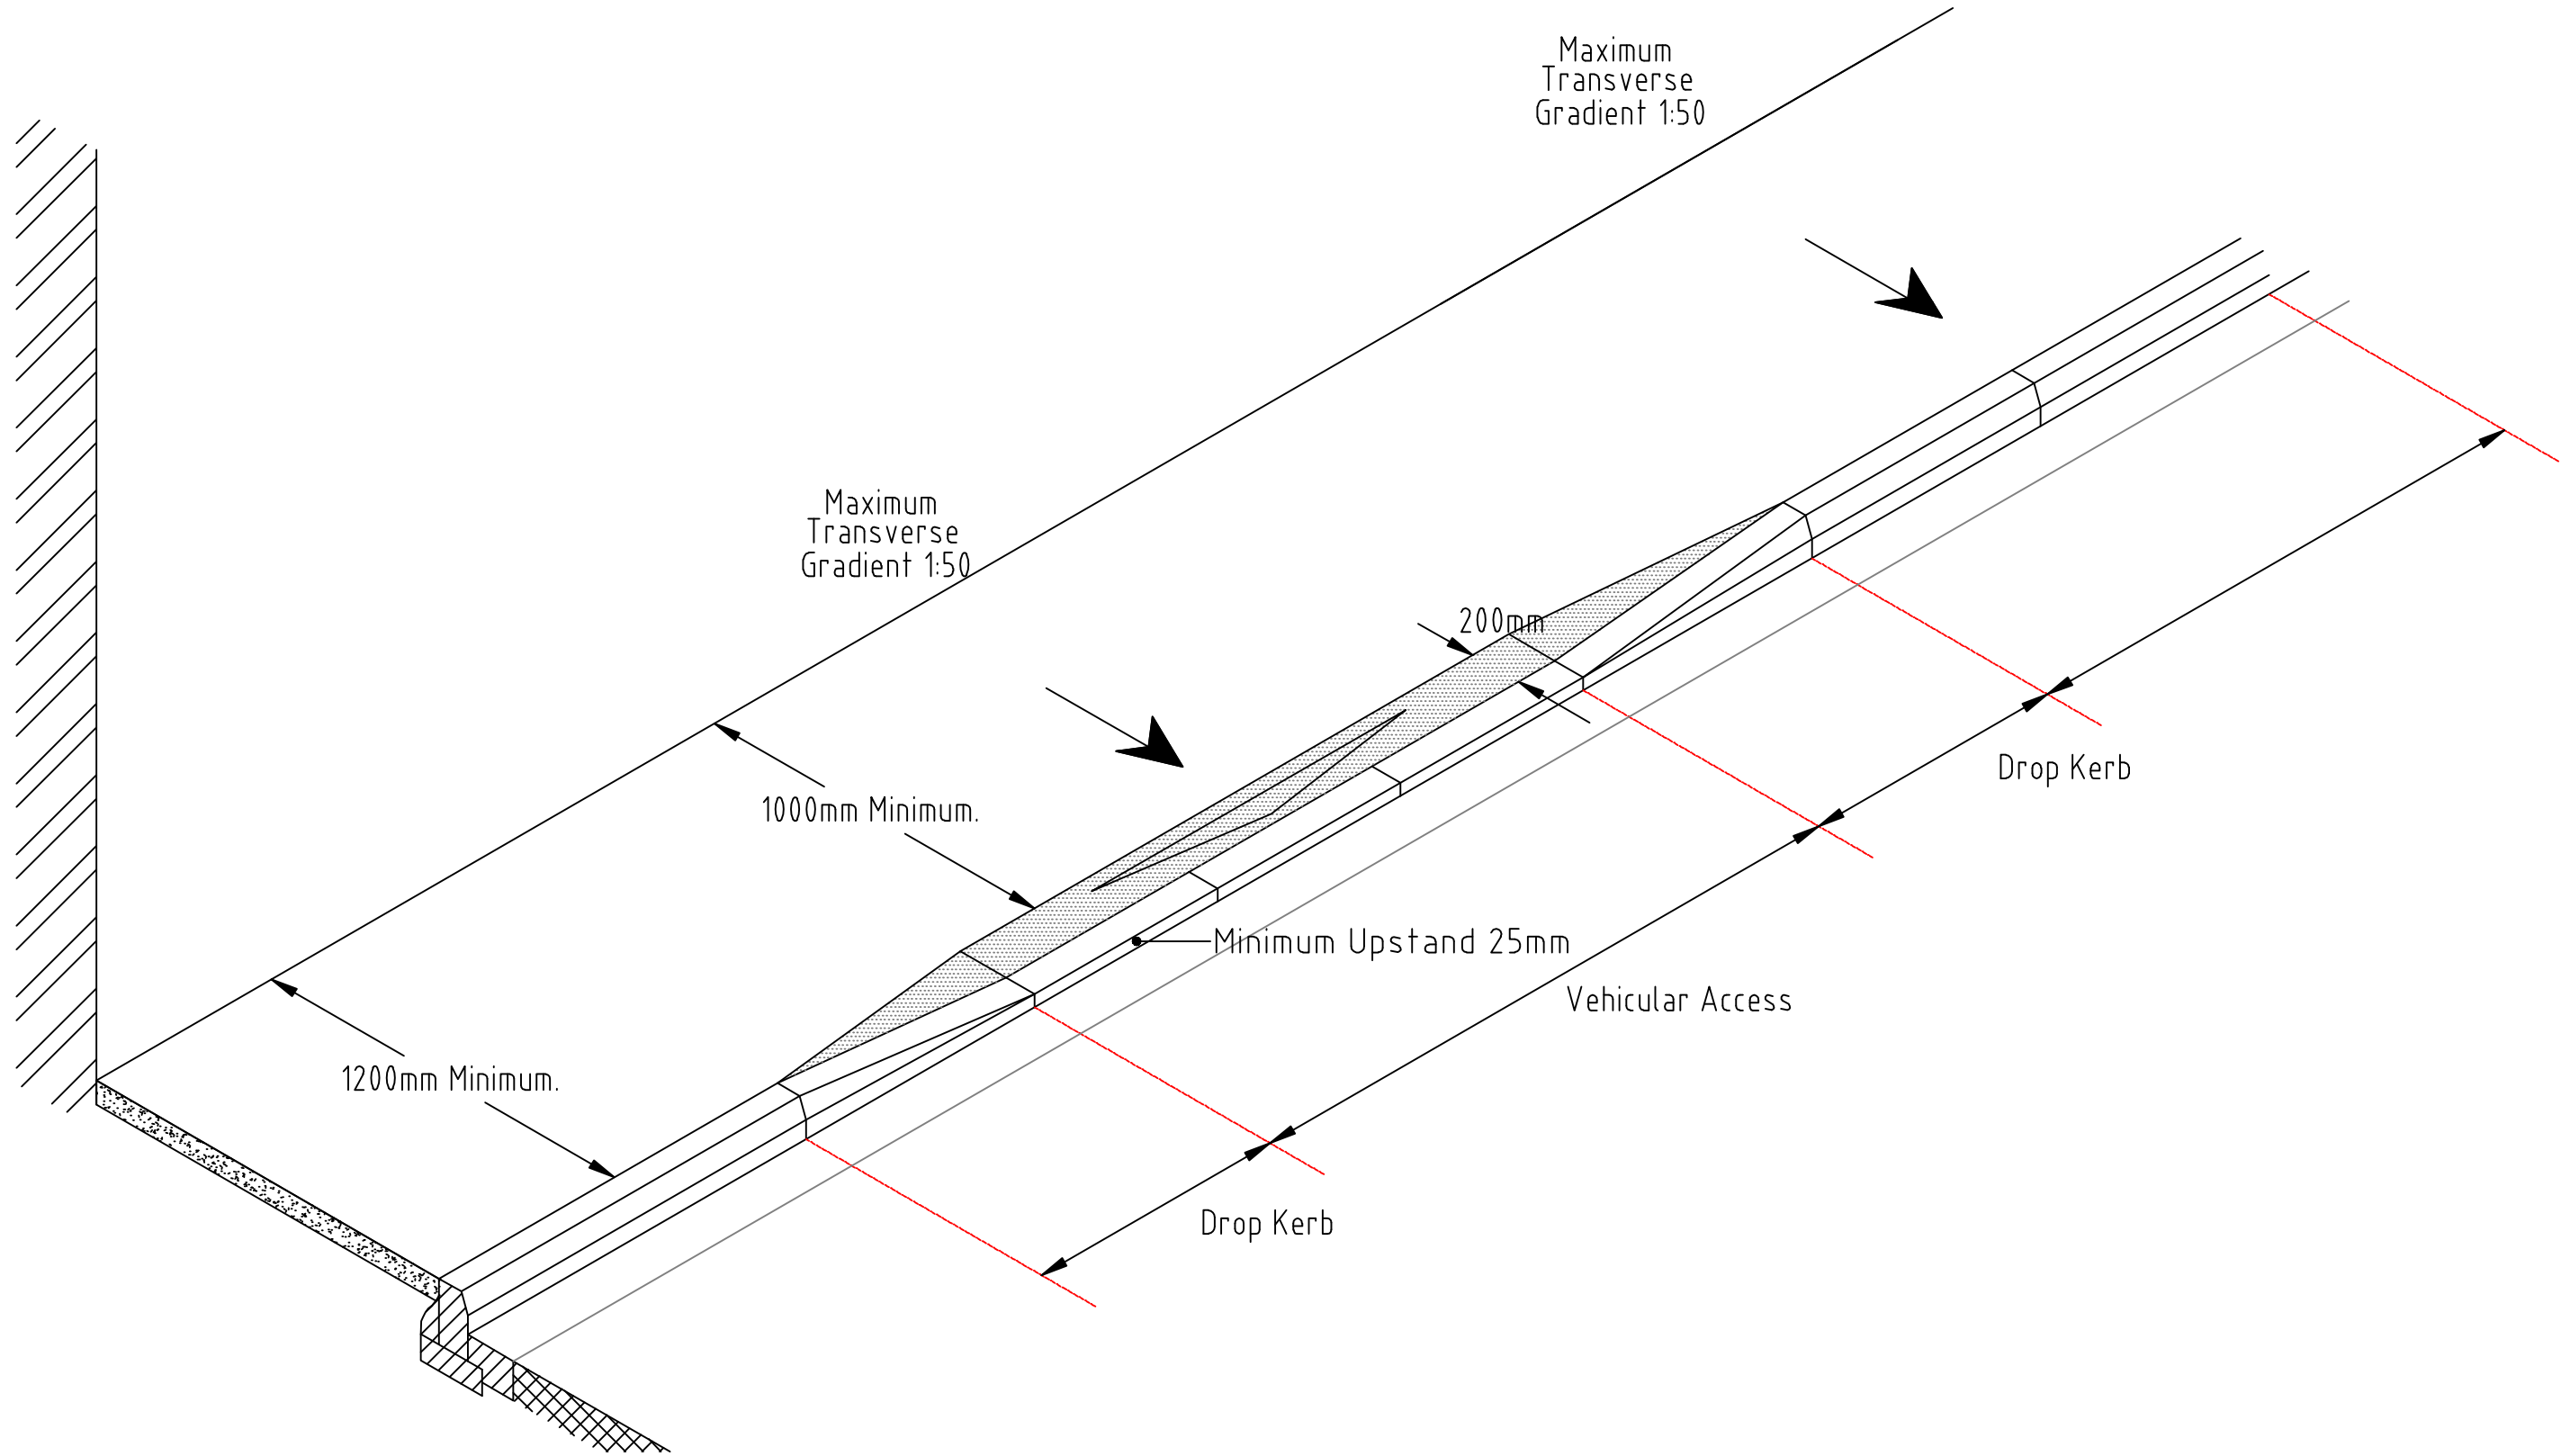 Maximum
Transverse
Gradient 1:50
Maximum
Transverse
Gradient 1:50
200mm
Drop Kerb
1000mm Minimum.
Minimum Upstand 25mm
Vehicular Access
1200mm Minimum.
Drop Kerb